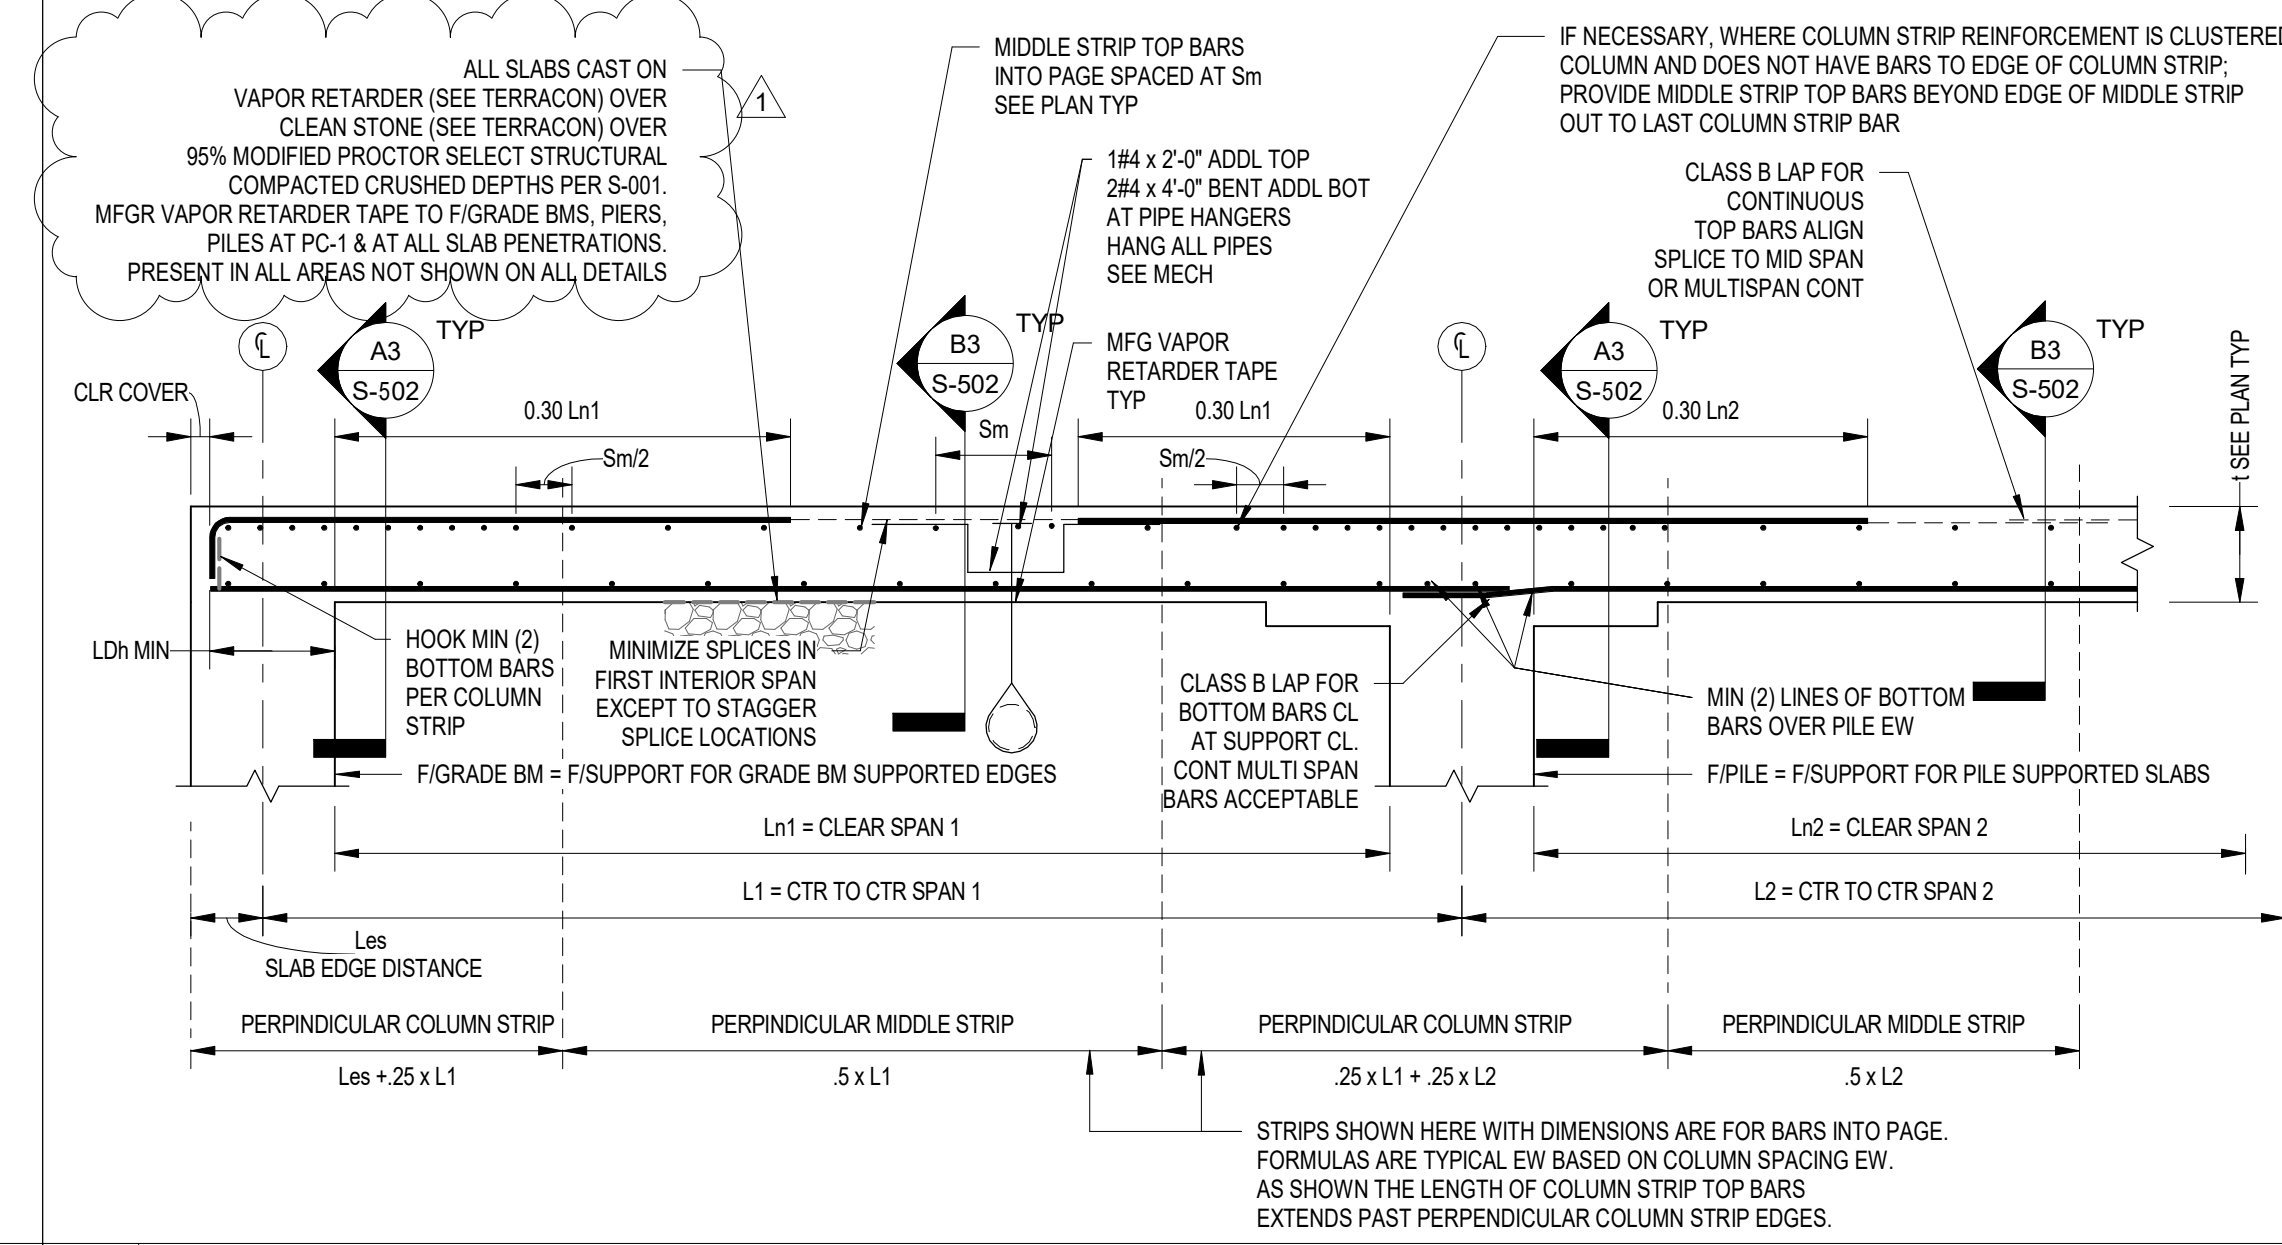 ALL SLABS CAST ON
VAPOR RETARDER (SEE TERRACON) OVER
CLEAN STONE (SEE TERRACON) OVER
95% MODIFIED PROCTOR SELECT STRUCTURAL
COMPACTED CRUSHED DEPTHS PER S-001.
MFGR VAPOR RETARDER TAPE TO F/GRADE BMS, PIERS,
PILES AT PC-1 & AT ALL SLAB PENETRATIONS.
PRESENT IN ALL AREAS NOT SHOWN ON ALL DETAILS
1
MIDDLE STRIP TOP BARS
INTO PAGE SPACED AT Sm
SEE PLAN TYP
IF NECESSARY, WHERE COLUMN STRIP REINFORCEMENT IS CLUSTERED
COLUMN AND DOES NOT HAVE BARS TO EDGE OF COLUMN STRIP;
PROVIDE MIDDLE STRIP TOP BARS BEYOND EDGE OF MIDDLE STRIP
OUT TO LAST COLUMN STRIP BAR
1#4 x 2'-0" ADDL TOP
2#4 x 4'-0" BENT ADDL BOT
AT PIPE HANGERS
HANG ALL PIPES
SEE MECH
CLASS B LAP FOR
CONTINUOUS
TOP BARS ALIGN
SPLICE TO MID SPAN
OR MULTISPAN CONT
MFG VAPOR
RETARDER TAPE
TYP
℄
A3
S-502
TYP
B3
S-502
TYP
℄
A3
S-502
TYP
B3
S-502
TYP
t SEE PLAN TYP
CLR COVER
0.30 Ln1
Sm
0.30 Ln1
0.30 Ln2
Sm/2
Sm/2
LDh MIN
HOOK MIN (2)
BOTTOM BARS
PER COLUMN
STRIP
MINIMIZE SPLICES IN
FIRST INTERIOR SPAN
EXCEPT TO STAGGER
SPLICE LOCATIONS
CLASS B LAP FOR
BOTTOM BARS CL
AT SUPPORT CL.
CONT MULTI SPAN
BARS ACCEPTABLE
MIN (2) LINES OF BOTTOM
BARS OVER PILE EW
F/GRADE BM = F/SUPPORT FOR GRADE BM SUPPORTED EDGES
F/PILE = F/SUPPORT FOR PILE SUPPORTED SLABS
Ln1 = CLEAR SPAN 1
Ln2 = CLEAR SPAN 2
L1 = CTR TO CTR SPAN 1
L2 = CTR TO CTR SPAN 2
Les
SLAB EDGE DISTANCE
PERPINDICULAR COLUMN STRIP
PERPINDICULAR MIDDLE STRIP
PERPINDICULAR COLUMN STRIP
PERPINDICULAR MIDDLE STRIP
Les +.25 x L1
.5 x L1
.25 x L1 + .25 x L2
.5 x L2
STRIPS SHOWN HERE WITH DIMENSIONS ARE FOR BARS INTO PAGE.
FORMULAS ARE TYPICAL EW BASED ON COLUMN SPACING EW.
AS SHOWN THE LENGTH OF COLUMN STRIP TOP BARS
EXTENDS PAST PERPENDICULAR COLUMN STRIP EDGES.